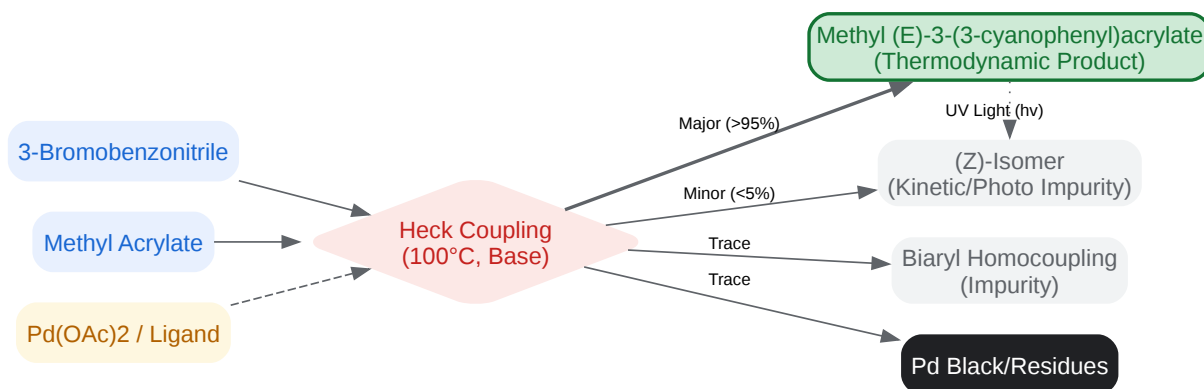 Methyl (E)-3-(3-cyanophenyl)acrylate
(Thermodynamic Product)
UV Light (hv)
Major (>95%)
3-Bromobenzonitrile
(Z)-Isomer
(Kinetic/Photo Impurity)
Minor (<5%)
Methyl Acrylate
Heck Coupling
(100°C, Base)
Trace
Biaryl Homocoupling
(Impurity)
Trace
Pd(OAc)2 / Ligand
Pd Black/Residues